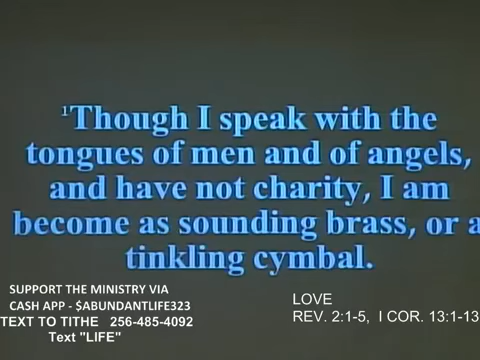 ¹Though I speak with the
tongues of men and of angels,
and have not charity, I am
become as sounding brass, or a
tinkling cymbal.
SUPPORT THE MINISTRY VIA
CASH APP - $ABUNDANTLIFE323
TEXT TO TITHE 256-485-4092
Text "LIFE"
LOVE
REV. 2:1-5, I COR. 13:1-13